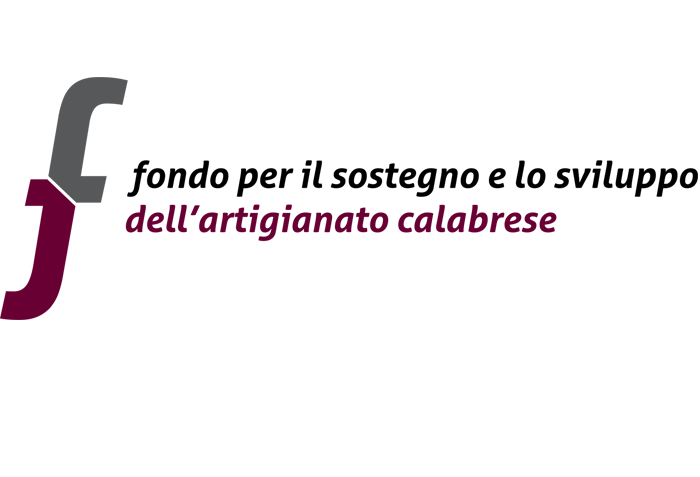 fondo per il sostegno e lo sviluppo
dell'artigianato calabrese